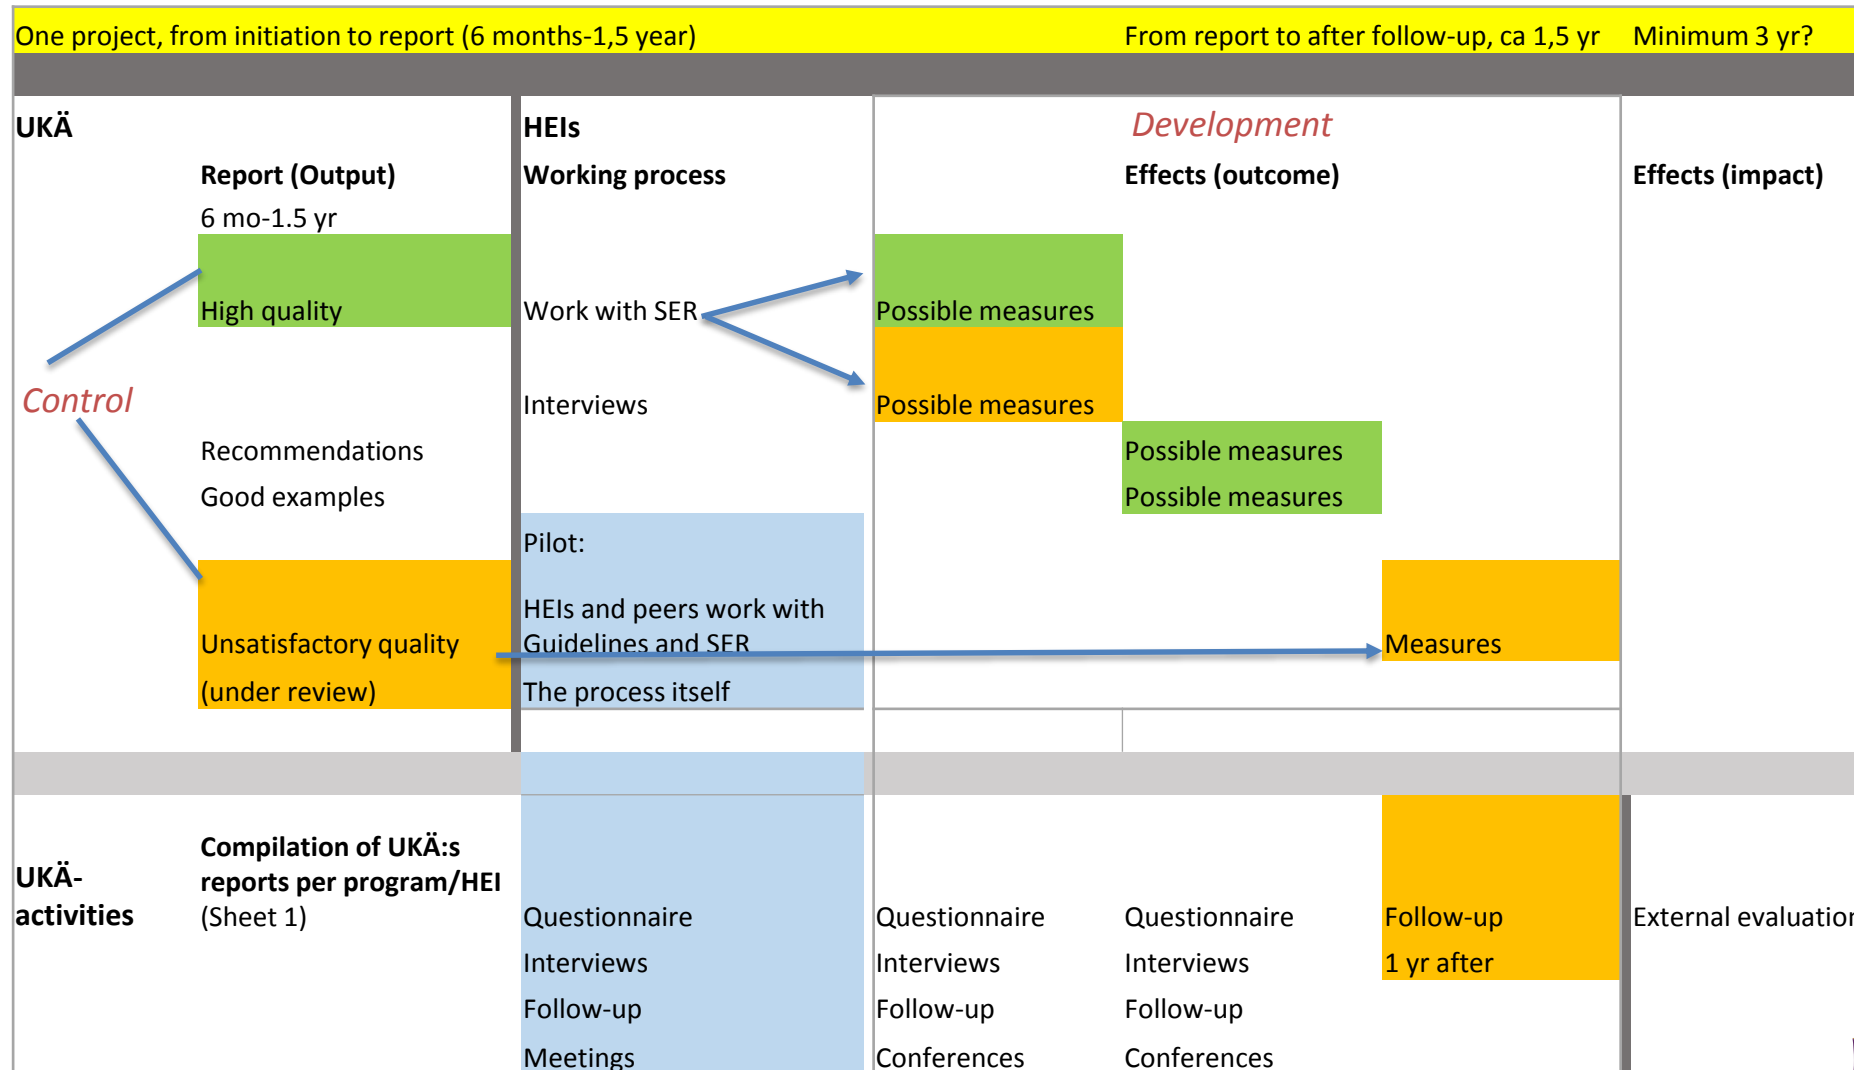 One project, from initiation to report (6 months-1,5 year)
From report to after follow-up, ca 1,5 yr
Minimum 3 yr?
UKÄ
HEIs
Development
Report (Output)
Working process
Effects (outcome)
Effects (impact)
6 mo-1.5 yr
High quality
Work with SER
Possible measures
Control
Interviews
Possible measures
Recommendations
Possible measures
Good examples
Possible measures
Pilot:
HEIs and peers work with
Guidelines and SER
Unsatisfactory quality
Measures
(under review)
The process itself
UKÄ-
activities
Compilation of UKÄ:s
reports per program/HEI
(Sheet 1)
Questionnaire
Questionnaire
Questionnaire
Follow-up
External evaluation
Interviews
Interviews
Interviews
1 yr after
Follow-up
Follow-up
Follow-up
Meetings
Conferences
Conferences